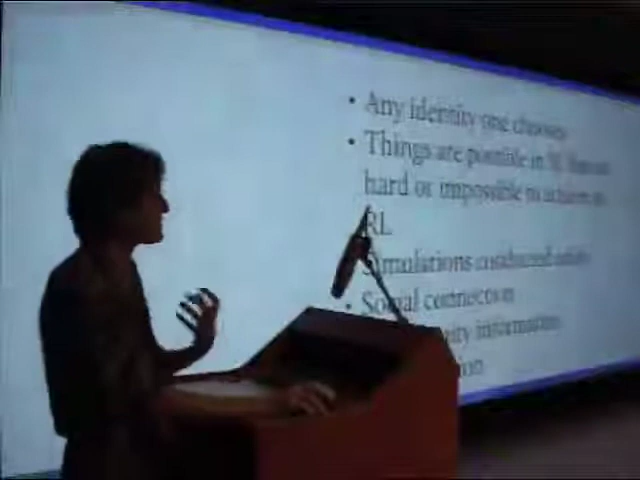 • Any identity one chooses
• Things are possible in SL that are
hard or impossible to achieve in
RL
Simulations conducted
• Social connection
information